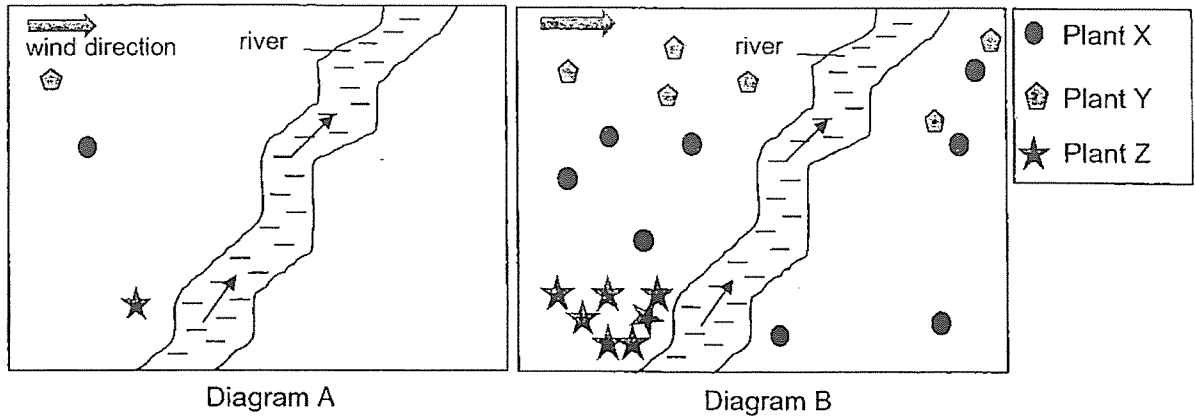 wind direction
river
Diagram A
river
Diagram B
Plant X
Plant Y
Plant Z